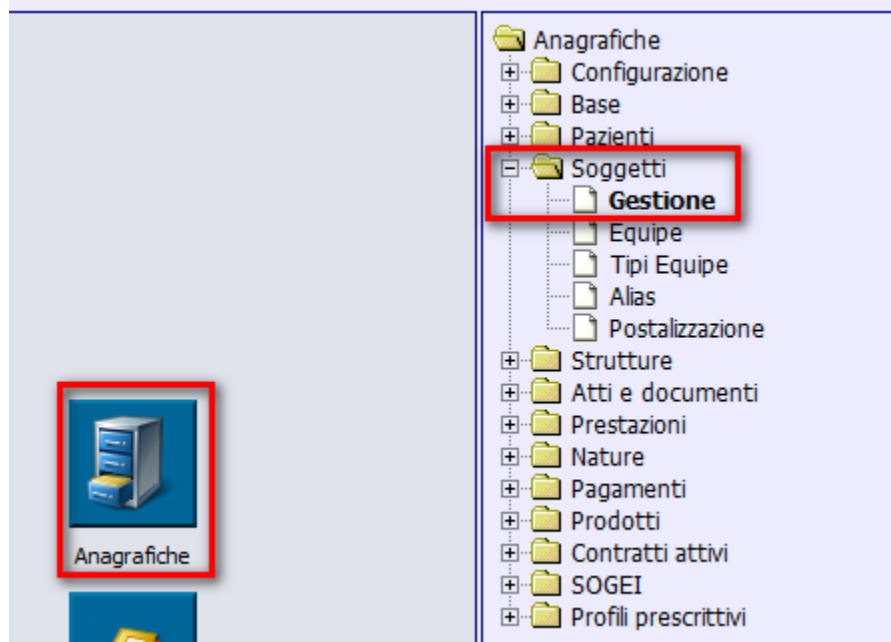 Anagrafiche
Configurazione
Base
Pazienti
Soggetti
Gestione
Equipe
Tipi Equipe
Alias
Postalizzazione
Strutture
Atti e documenti
Prestazioni
Nature
Pagamenti
Prodotti
Contratti attivi
SOGEI
Profili prescrittivi
Anagrafiche